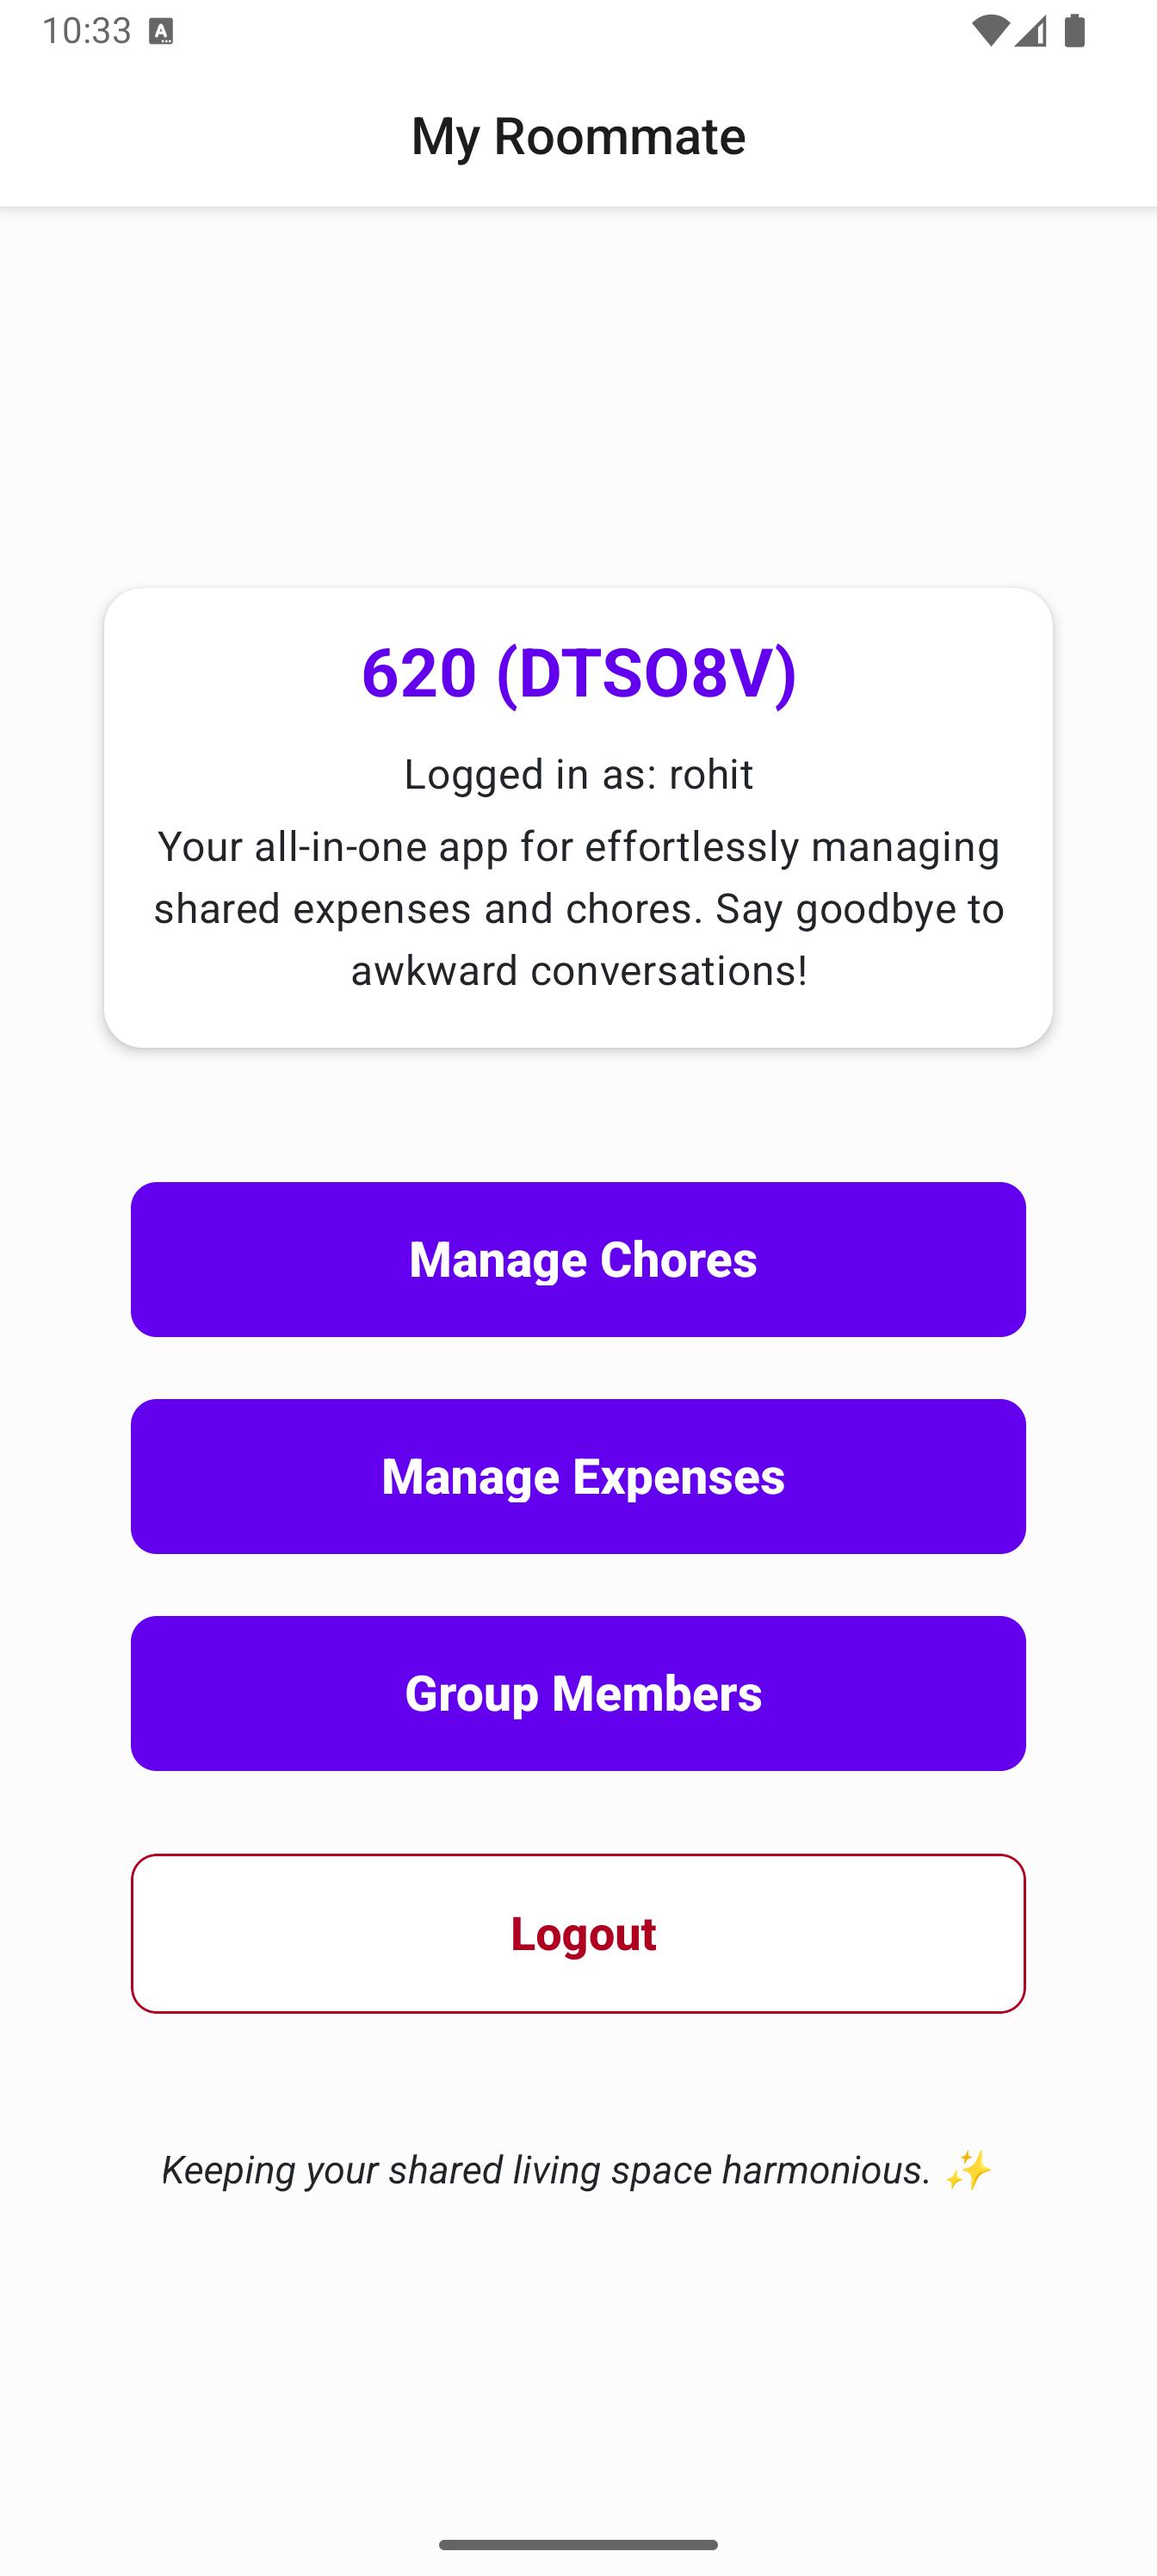 10:33
My Roommate
620 (DTSO8V)
Logged in as: rohit
Your all-in-one app for effortlessly managing
shared expenses and chores. Say goodbye to
awkward conversations!
Manage Chores
Manage Expenses
Group Members
Logout
Keeping your shared living space harmonious. ✨